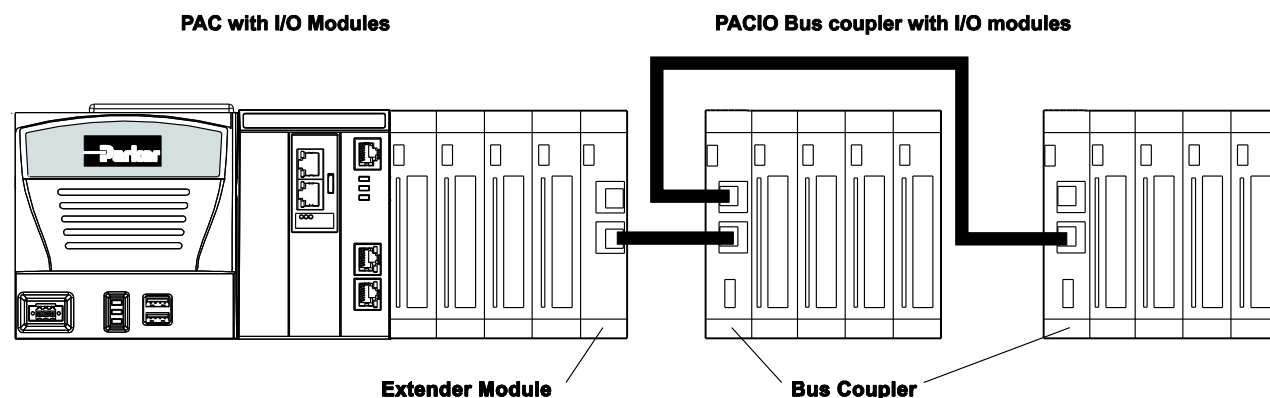 PAC with I/O Modules
PACIO Bus coupler with I/O modules
Parker
Extender Module
Bus Coupler